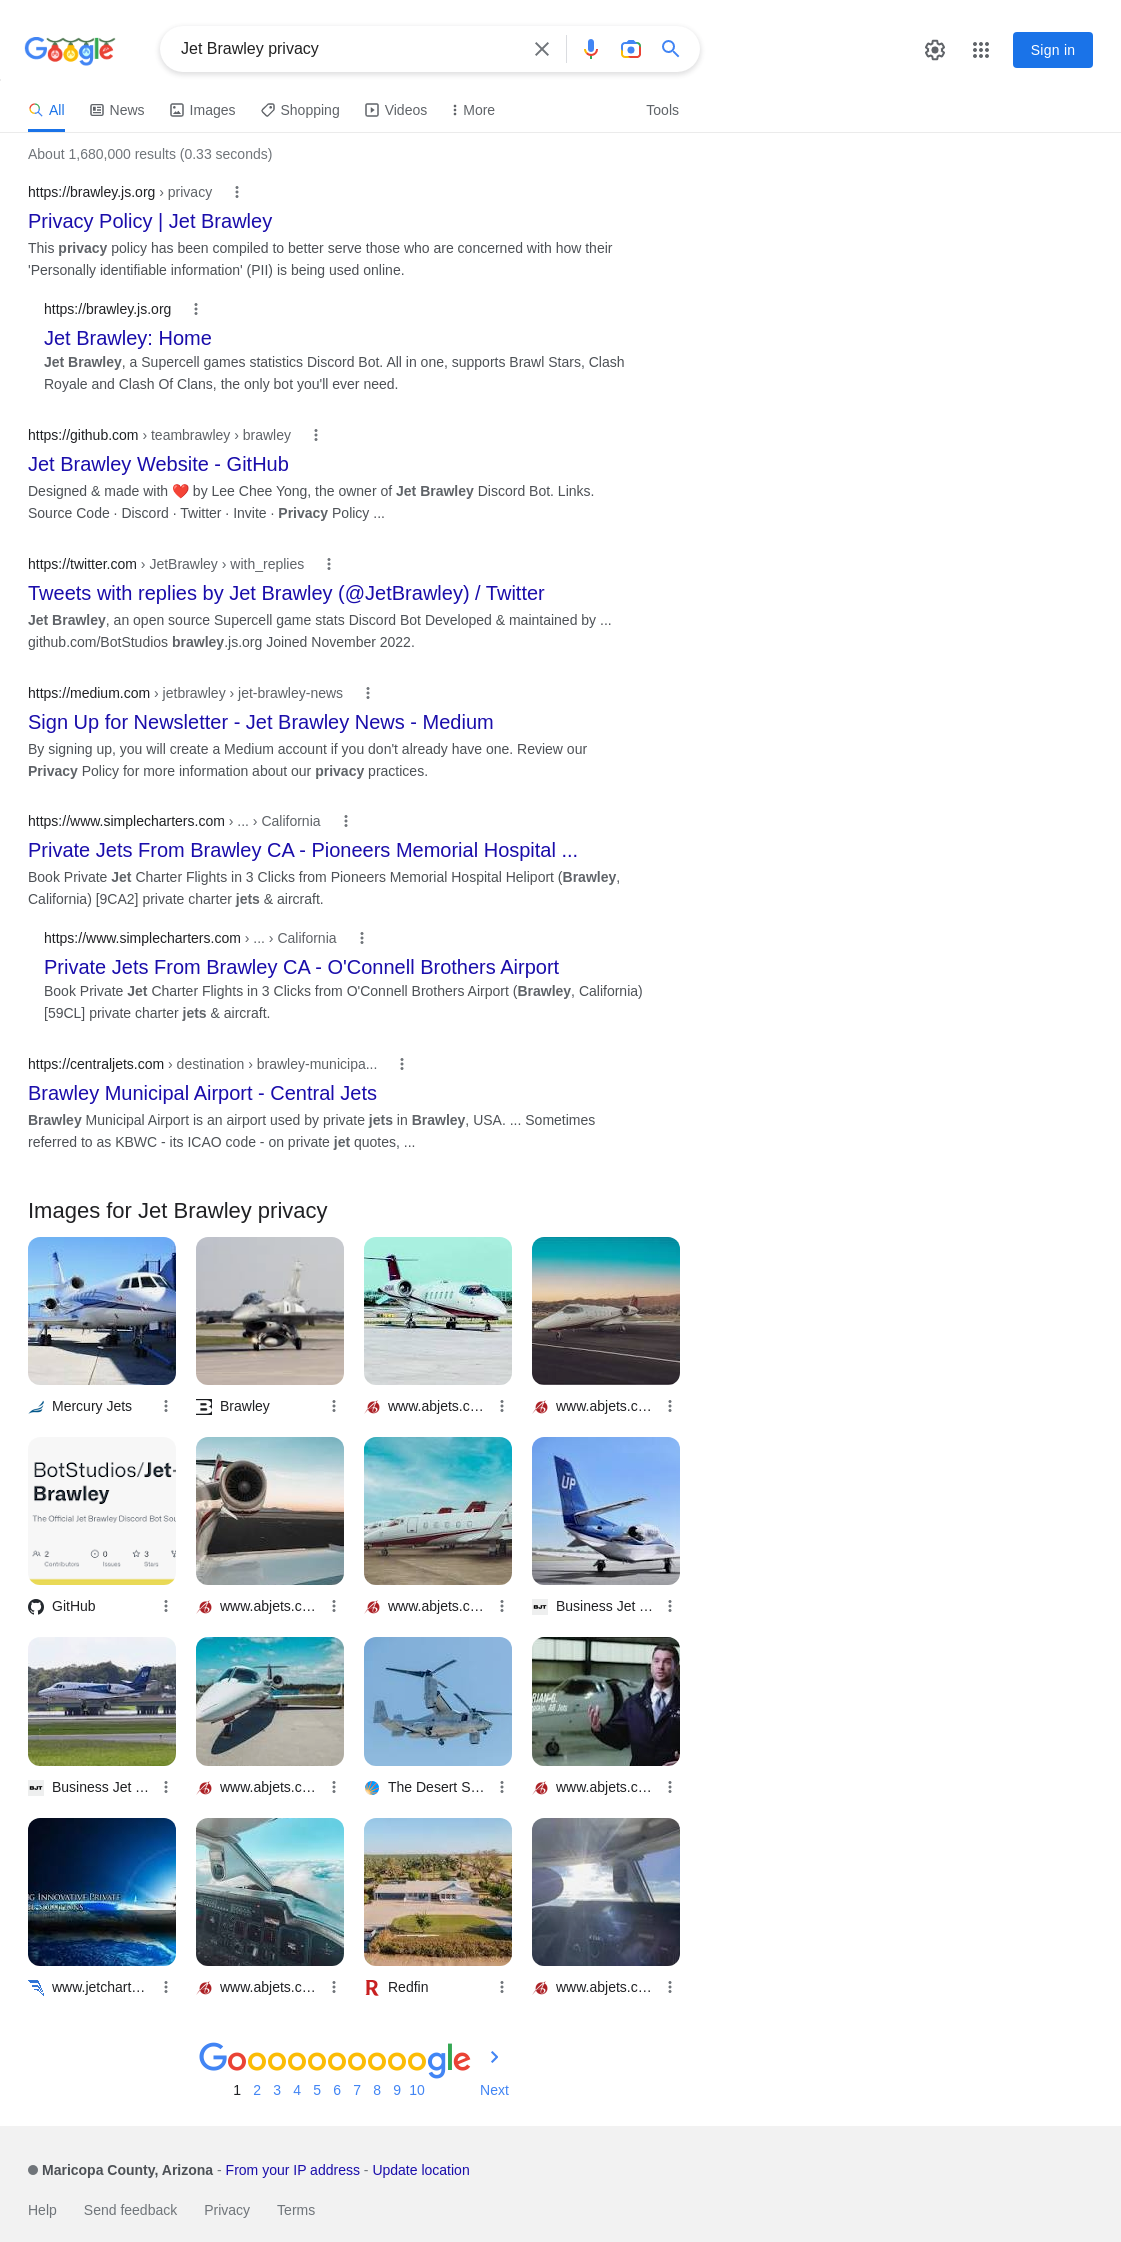 Google
Jet Brawley privacy
Sign in
All
News
Images
Shopping
Videos
More
Tools
About 1,680,000 results (0.33 seconds)
https://brawley.js.org › privacy
Privacy Policy | Jet Brawley
This privacy policy has been compiled to better serve those who are concerned with how their
'Personally identifiable information' (PII) is being used online.
https://brawley.js.org
Jet Brawley: Home
Jet Brawley, a Supercell games statistics Discord Bot. All in one, supports Brawl Stars, Clash
Royale and Clash Of Clans, the only bot you'll ever need.
https://github.com › teambrawley › brawley
Jet Brawley Website - GitHub
Designed & made with ❤️ by Lee Chee Yong, the owner of Jet Brawley Discord Bot. Links.
Source Code · Discord · Twitter · Invite · Privacy Policy ...
https://twitter.com › JetBrawley › with_replies
Tweets with replies by Jet Brawley (@JetBrawley) / Twitter
Jet Brawley, an open source Supercell game stats Discord Bot Developed & maintained by ...
github.com/BotStudios brawley.js.org Joined November 2022.
https://medium.com › jetbrawley › jet-brawley-news
Sign Up for Newsletter - Jet Brawley News - Medium
By signing up, you will create a Medium account if you don't already have one. Review our
Privacy Policy for more information about our privacy practices.
https://www.simplecharters.com › ... › California
Private Jets From Brawley CA - Pioneers Memorial Hospital ...
Book Private Jet Charter Flights in 3 Clicks from Pioneers Memorial Hospital Heliport (Brawley,
California) [9CA2] private charter jets & aircraft.
https://www.simplecharters.com › ... › California
Private Jets From Brawley CA - O'Connell Brothers Airport
Book Private Jet Charter Flights in 3 Clicks from O'Connell Brothers Airport (Brawley, California)
[59CL] private charter jets & aircraft.
https://centraljets.com › destination › brawley-municipa...
Brawley Municipal Airport - Central Jets
Brawley Municipal Airport is an airport used by private jets in Brawley, USA. ... Sometimes
referred to as KBWC - its ICAO code - on private jet quotes, ...
Images for Jet Brawley privacy
Mercury Jets
Brawley
www.abjets.c...
www.abjets.c...
BotStudios/Jet-
Brawley
The Official Jet Brawley Discord Bot Sou
2 0 3
Contributors Issues Stars
UP
GitHub
www.abjets.c...
www.abjets.c...
BJT
Business Jet ...
UP
RIAN G.
AB Jets
BJT
Business Jet ...
www.abjets.c...
The Desert S...
www.abjets.c...
G Innovative Private
www.jetchart...
www.abjets.c...
Redfin
www.abjets.c...
Goooooooooogle
1 2 3 4 5 6 7 8 9 10 Next
Maricopa County, Arizona - From your IP address - Update location
Help Send feedback Privacy Terms